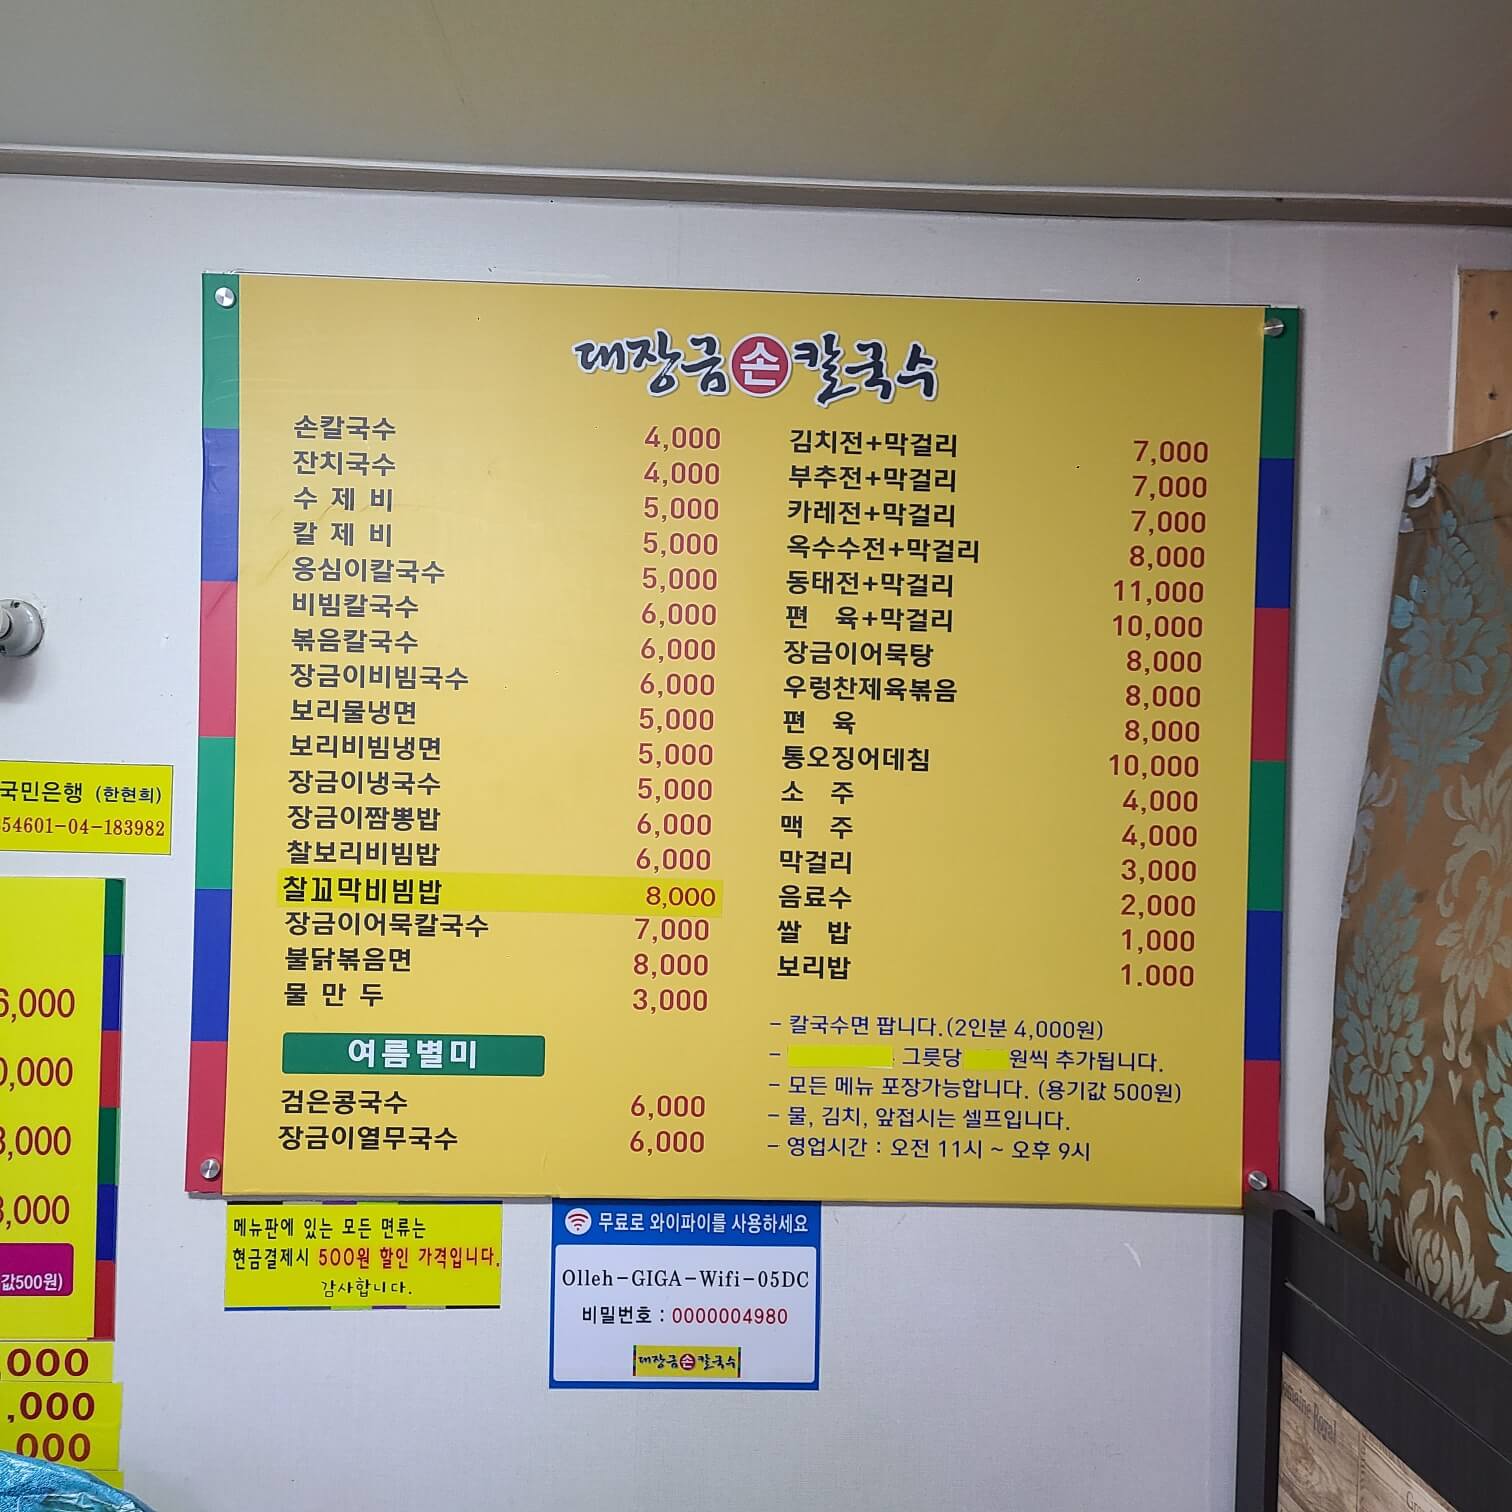 대장금손칼국수
손칼국수 4,000
잔치국수 4,000
수 제 비 5,000
칼 제 비 5,000
옹심이칼국수 5,000
비빔칼국수 6,000
볶음칼국수 6,000
장금이비빔국수 6,000
보리물냉면 5,000
보리비빔냉면 5,000
장금이냉국수 5,000
장금이짬뽕밥 6,000
찰보리비빔밥 6,000
찰꼬막비빔밥 8,000
장금이어묵칼국수 7,000
불닭볶음면 8,000
물 만 두 3,000
여름별미
검은콩국수 6,000
장금이열무국수 6,000
김치전+막걸리 7,000
부추전+막걸리 7,000
카레전+막걸리 7,000
옥수수전+막걸리 8,000
동태전+막걸리 11,000
편 육+막걸리 10,000
장금이어묵탕 8,000
우렁찬제육볶음 8,000
편 육 8,000
통오징어데침 10,000
소 주 4,000
맥 주 4,000
막걸리 3,000
음료수 2,000
쌀 밥 1,000
보리밥 1.000
- 칼국수면 팝니다.(2인분 4,000원)
- 그릇당 원씩 추가됩니다.
- 모든 메뉴 포장가능합니다. (용기값 500원)
- 물, 김치, 앞접시는 셀프입니다.
- 영업시간 : 오전 11시 ~ 오후 9시
국민은행 (한현희)
54601-04-183982
6,000
0,000
3,000
3,000
값500원)
,000
,000
000
메뉴판에 있는 모든 면류는
현금결제시 500원 할인 가격입니다.
감사합니다.
무료로 와이파이를 사용하세요
Olleh-GIGA-Wifi-05DC
비밀번호 : 0000004980
대장금손칼국수
Royal